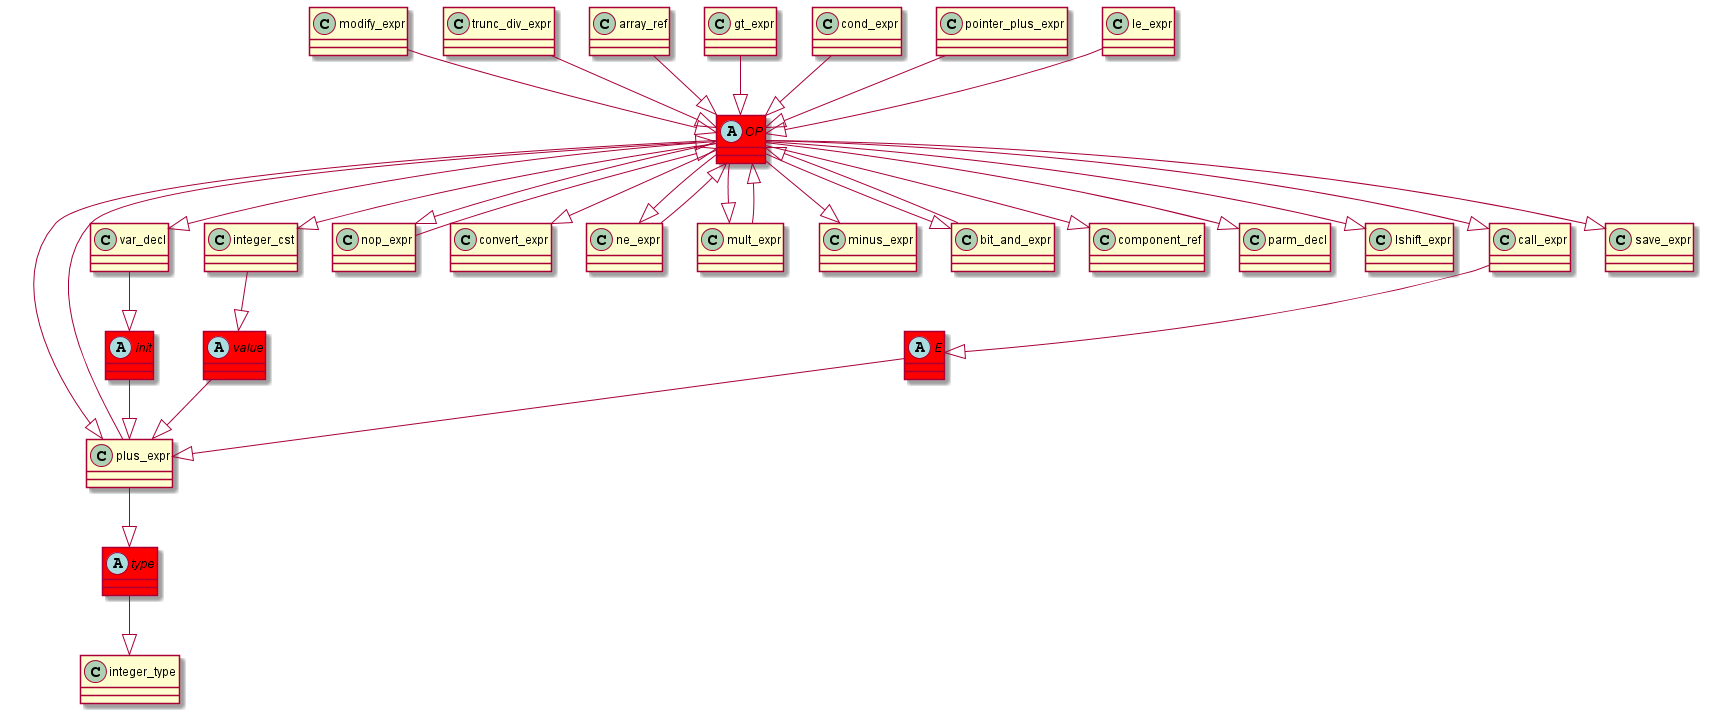 C modify_expr
C trunc_div_expr
C array_ref
C gt_expr
C cond_expr
C pointer_plus_expr
C le_expr
A OP
C var_decl
C integer_cst
C nop_expr
C convert_expr
C ne_expr
C mult_expr
C minus_expr
C bit_and_expr
C component_ref
C parm_decl
C lshift_expr
C call_expr
C save_expr
A init
A value
A E
C plus_expr
A type
C integer_type